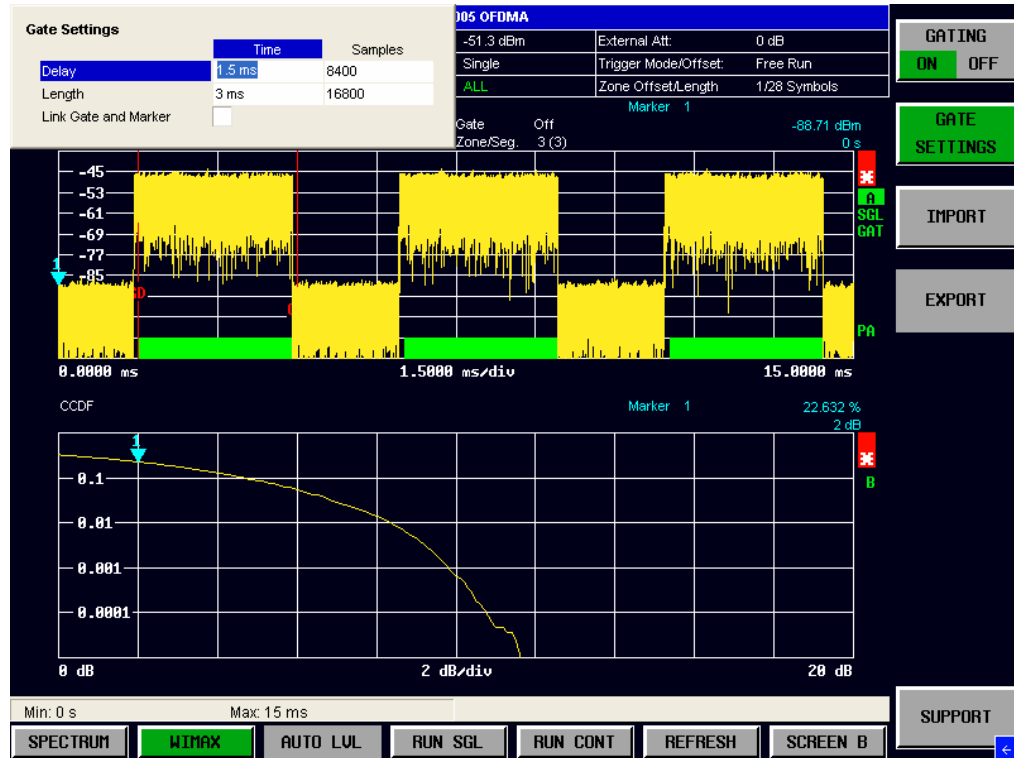 Gate Settings
Time Samples
Delay 1.5 ms 8400
Length 3 ms 16800
Link Gate and Marker
005 OFDMA
-51.3 dBm External Att: 0 dB
Single Trigger Mode/Offset: Free Run
ALL Zone Offset/Length 1/28 Symbols
Marker 1
Gate Off -88.71 dBm
Zone/Seg. 3 (3) 0 s
-45
-53
-61
-69
-77
-85
1
GD
A
SGL
GAT
PA
0.0000 ms 1.5000 ms/div 15.0000 ms
CCDF Marker 1 22.632 %
2 dB
1
B
0.1
0.01
0.001
0.0001
0 dB 2 dB/div 20 dB
Min: 0 s Max: 15 ms
SPECTRUM WIMAX AUTO LVL RUN SGL RUN CONT REFRESH SCREEN B
GATING
ON OFF
GATE
SETTINGS
IMPORT
EXPORT
SUPPORT